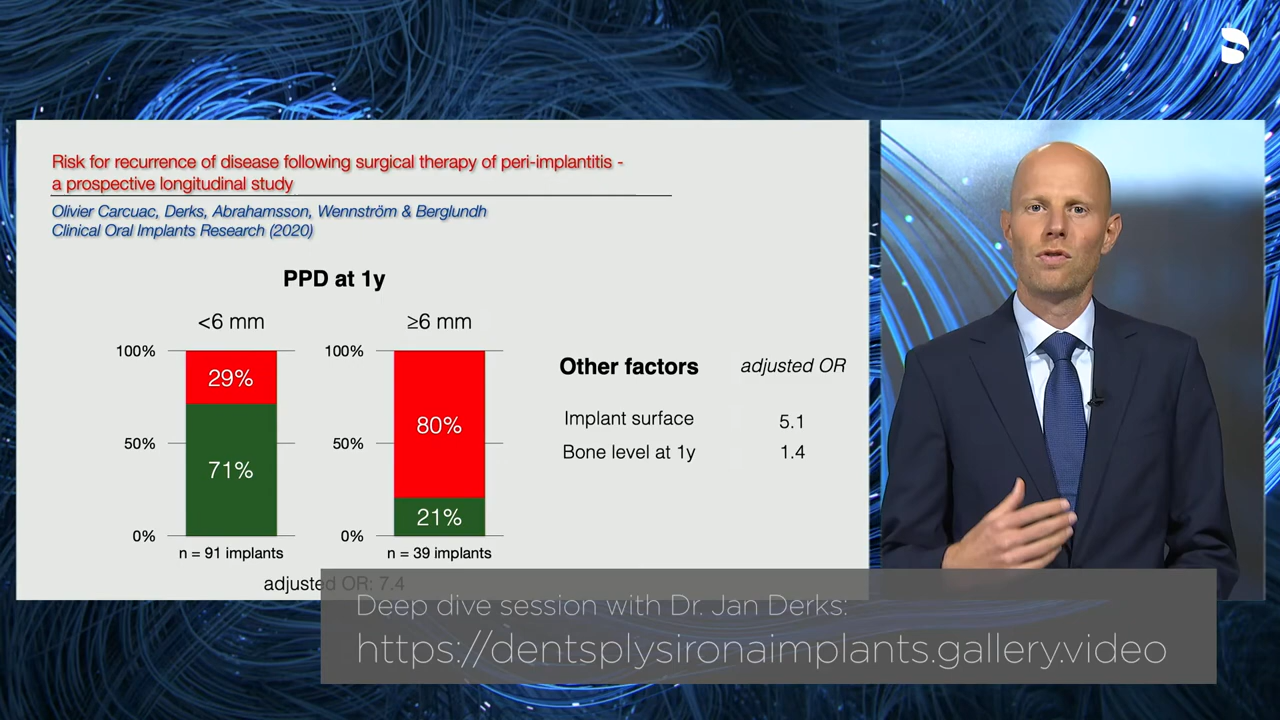 Risk for recurrence of disease following surgical therapy of peri-implantitis -
a prospective longitudinal study
Olivier Carcuac, Derks, Abrahamsson, Wennström & Berglundh
Clinical Oral Implants Research (2020)
PPD at 1y
<6 mm
≥6 mm
100%
29%
50%
71%
0%
n = 91 implants
100%
80%
50%
21%
0%
n = 39 implants
adjusted OR: 7.4
Other factors adjusted OR
Implant surface 5.1
Bone level at 1y 1.4
Deep dive session with Dr. Jan Derks:
https://dentsplysironaimplants.gallery.video